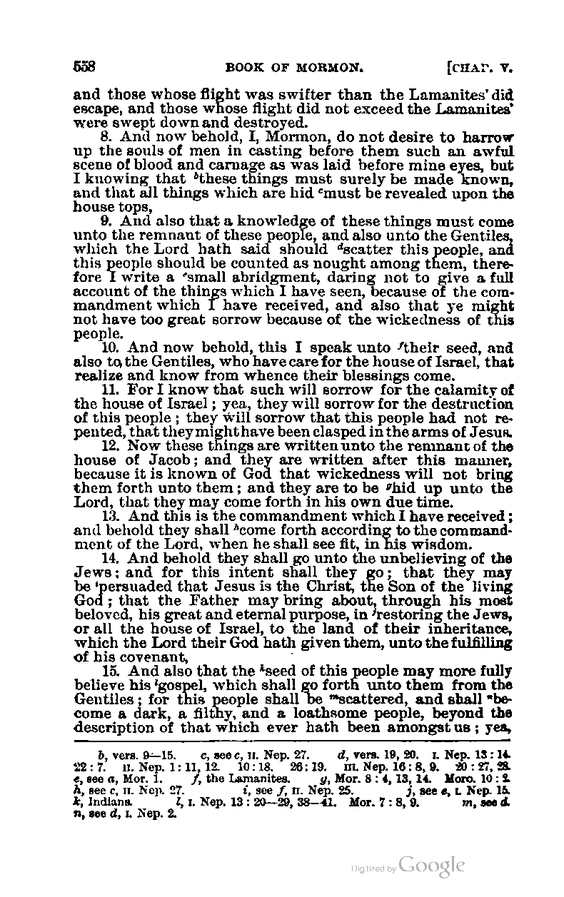 558 BOOK OF MORMON. [CHAP. V.
and those whose flight was swifter than the Lamanites' did
escape, and those whose flight did not exceed the Lamanites'
were swept down and destroyed.
8. And now behold, I, Mormon, do not desire to harrow
up the souls of men in casting before them such an awful
scene of blood and carnage as was laid before mine eyes, but
I knowing that ᵇthese things must surely be made known,
and that all things which are hid ᶜmust be revealed upon the
house tops,
9. And also that a knowledge of these things must come
unto the remnant of these people, and also unto the Gentiles,
which the Lord hath said should ᵈscatter this people, and
this people should be counted as nought among them, there-
fore I write a ᵉsmall abridgment, daring not to give a full
account of the things which I have seen, because of the com-
mandment which I have received, and also that ye might
not have too great sorrow because of the wickedness of this
people.
10. And now behold, this I speak unto ᶠtheir seed, and
also to the Gentiles, who have care for the house of Israel, that
realize and know from whence their blessings come.
11. For I know that such will sorrow for the calamity of
the house of Israel; yea, they will sorrow for the destruction
of this people; they will sorrow that this people had not re-
pented, that they might have been clasped in the arms of Jesus.
12. Now these things are written unto the remnant of the
house of Jacob; and they are written after this manner,
because it is known of God that wickedness will not bring
them forth unto them; and they are to be ᵍhid up unto the
Lord, that they may come forth in his own due time.
13. And this is the commandment which I have received;
and behold they shall ʰcome forth according to the command-
ment of the Lord, when he shall see fit, in his wisdom.
14. And behold they shall go unto the unbelieving of the
Jews; and for this intent shall they go; that they may
be ⁱpersuaded that Jesus is the Christ, the Son of the living
God; that the Father may bring about, through his most
beloved, his great and eternal purpose, in ʲrestoring the Jews,
or all the house of Israel, to the land of their inheritance,
which the Lord their God hath given them, unto the fulfilling
of his covenant,
15. And also that the ᵏseed of this people may more fully
believe his ˡgospel, which shall go forth unto them from the
Gentiles; for this people shall be ᵐscattered, and shall ⁿbe-
come a dark, a filthy, and a loathsome people, beyond the
description of that which ever hath been amongst us; yea,
b, vers. 9—15. c, see c, II. Nep. 27. d, vers. 19, 20. I. Nep. 13:14.
22:7. II. Nep. 1:11, 12. 10:18. 26:19. III. Nep. 16:8, 9. 20:27, 28.
e, see a, Mor. 1. f, the Lamanites. g, Mor. 8:4, 13, 14. Moro. 10:2.
h, see c, II. Nep. 27. i, see f, II. Nep. 25. j, see e, I. Nep. 15.
k, Indians. l, I. Nep. 13:20—29, 38—41. Mor. 7:8, 9. m, see d.
n, see d, I. Nep. 2.
Digitized by Google